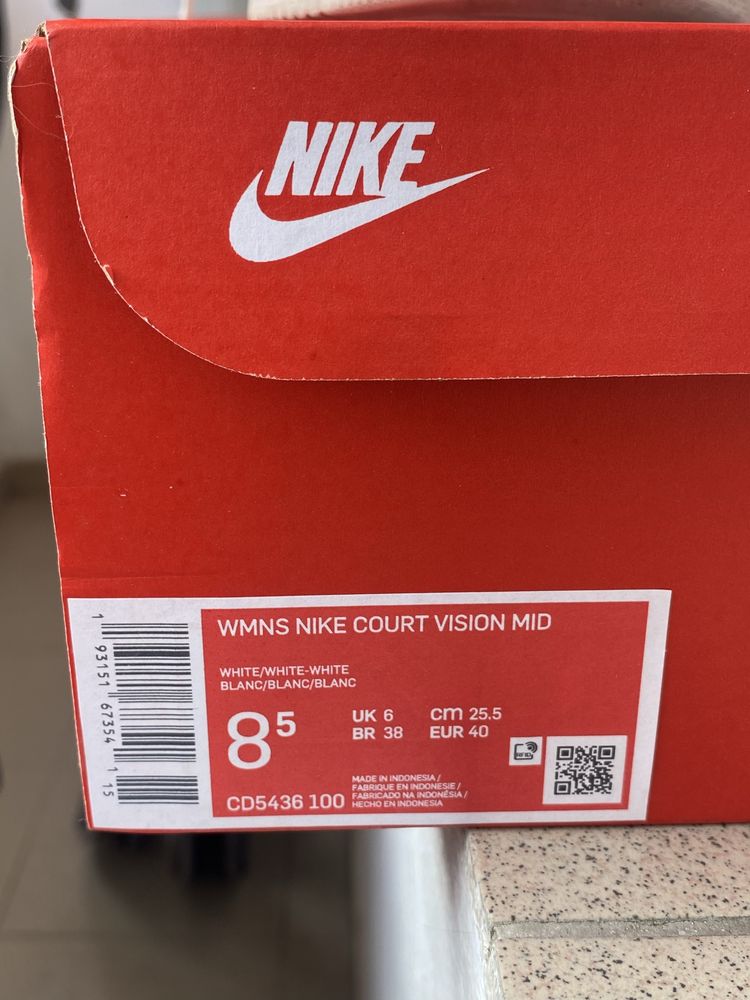 NIKE
WMNS NIKE COURT VISION MID
WHITE/WHITE-WHITE
BLANC/BLANC/BLANC
8⁵
UK 6 cm 25.5
BR 38 EUR 40
RFID
CD5436 100
MADE IN INDONESIA /
FABRIQUE EN INDONESIE /
FABRICADO NA INDONÉSIA /
HECHO EN INDONESIA
1 93151 67354 1 15